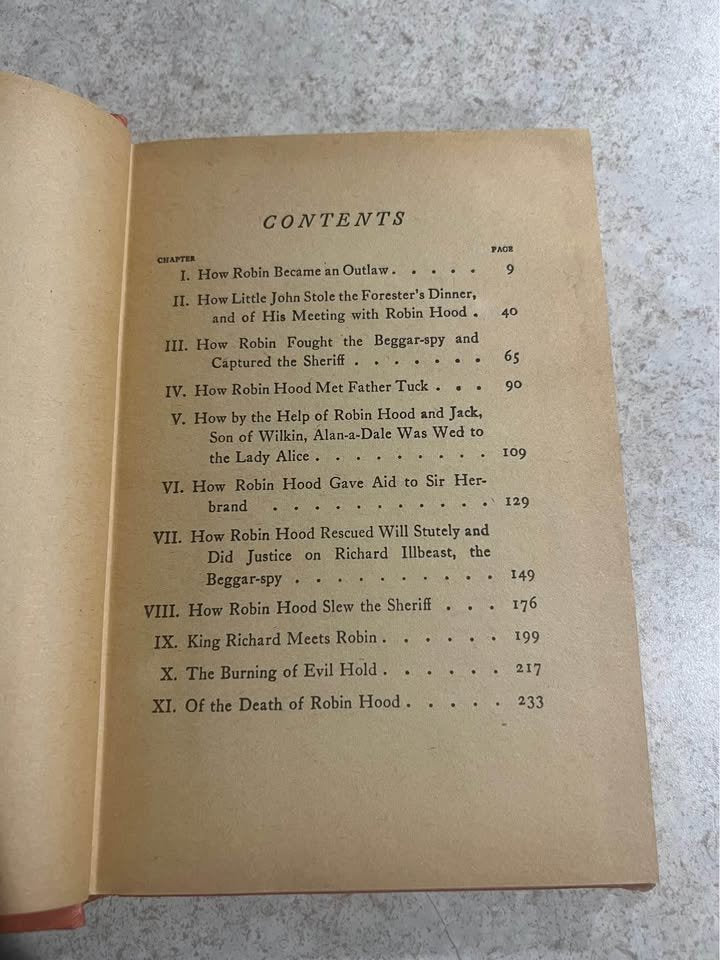 CONTENTS
CHAPTER PAGE
I. How Robin Became an Outlaw . . . . . 9
II. How Little John Stole the Forester's Dinner,
and of His Meeting with Robin Hood . 40
III. How Robin Fought the Beggar-spy and
Captured the Sheriff . . . . . . . 65
IV. How Robin Hood Met Father Tuck . . . 90
V. How by the Help of Robin Hood and Jack,
Son of Wilkin, Alan-a-Dale Was Wed to
the Lady Alice . . . . . . . . . 109
VI. How Robin Hood Gave Aid to Sir Her-
brand . . . . . . . . . . . 129
VII. How Robin Hood Rescued Will Stutely and
Did Justice on Richard Illbeast, the
Beggar-spy . . . . . . . . . . 149
VIII. How Robin Hood Slew the Sheriff . . . 176
IX. King Richard Meets Robin . . . . . . 199
X. The Burning of Evil Hold . . . . . . 217
XI. Of the Death of Robin Hood . . . . . 233